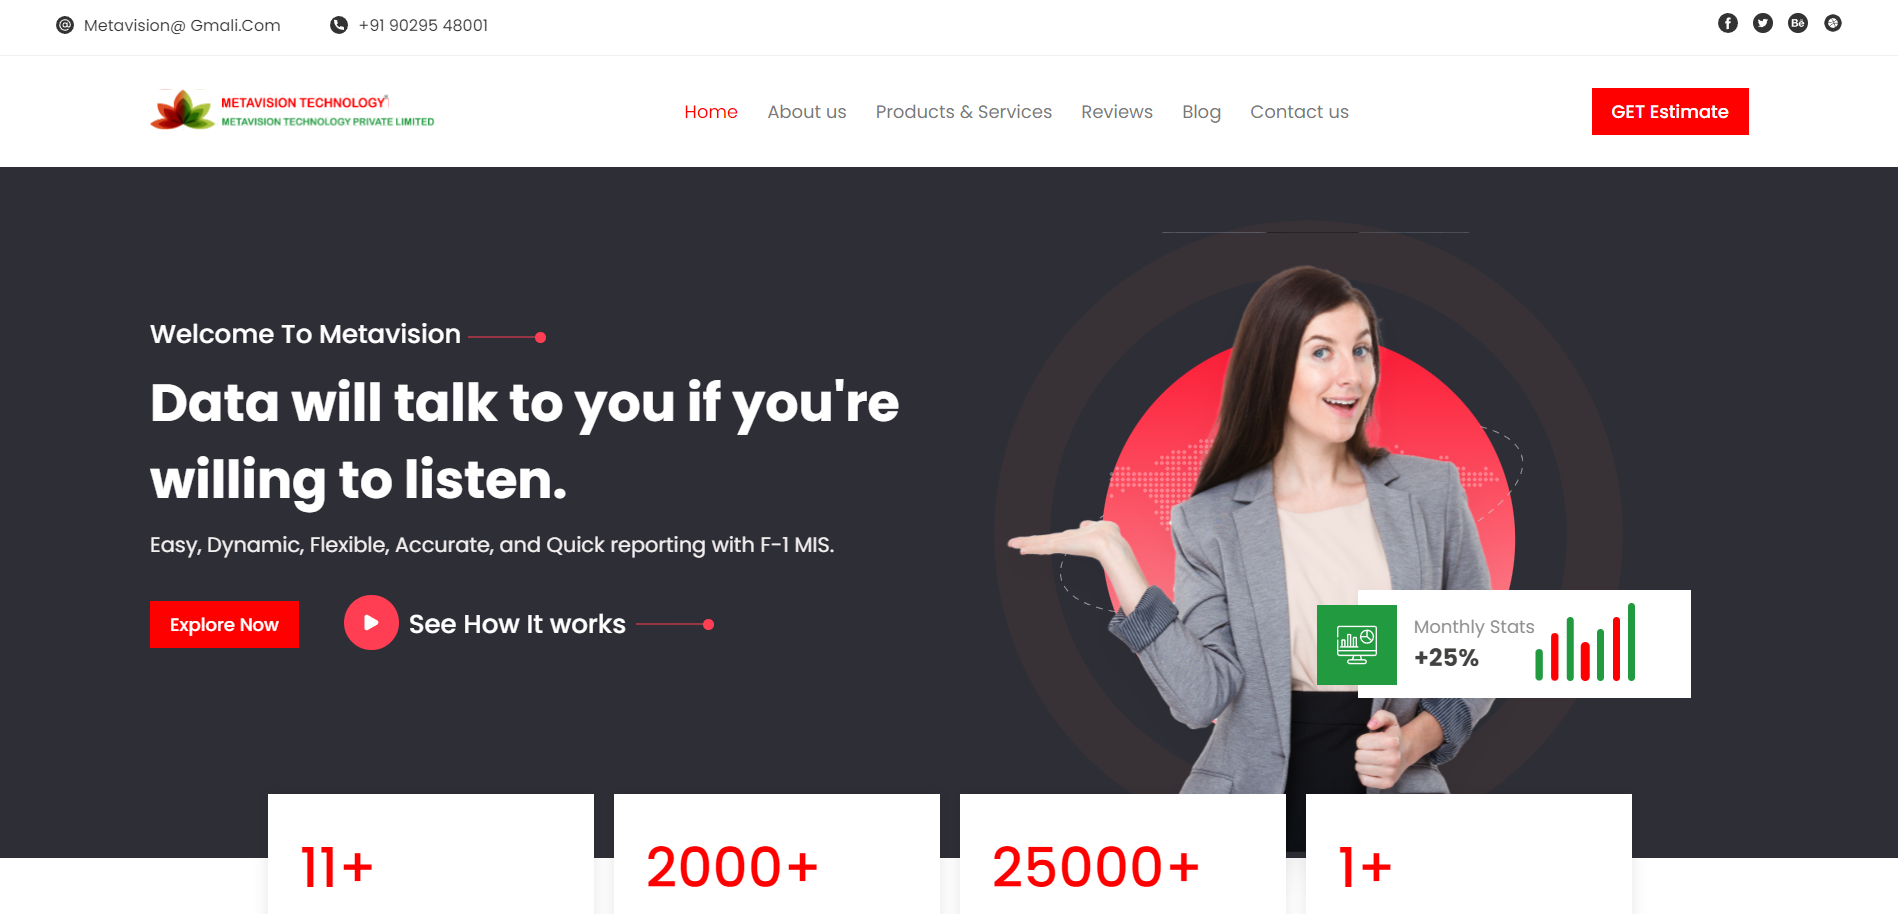 Metavision@ Gmali.Com
+91 90295 48001
METAVISION TECHNOLOGY
METAVISION TECHNOLOGY PRIVATE LIMITED
Home
About us
Products & Services
Reviews
Blog
Contact us
GET Estimate
Welcome To Metavision
Data will talk to you if you're
willing to listen.
Easy, Dynamic, Flexible, Accurate, and Quick reporting with F-1 MIS.
Explore Now
See How It works
Monthly Stats
+25%
11+
2000+
25000+
1+